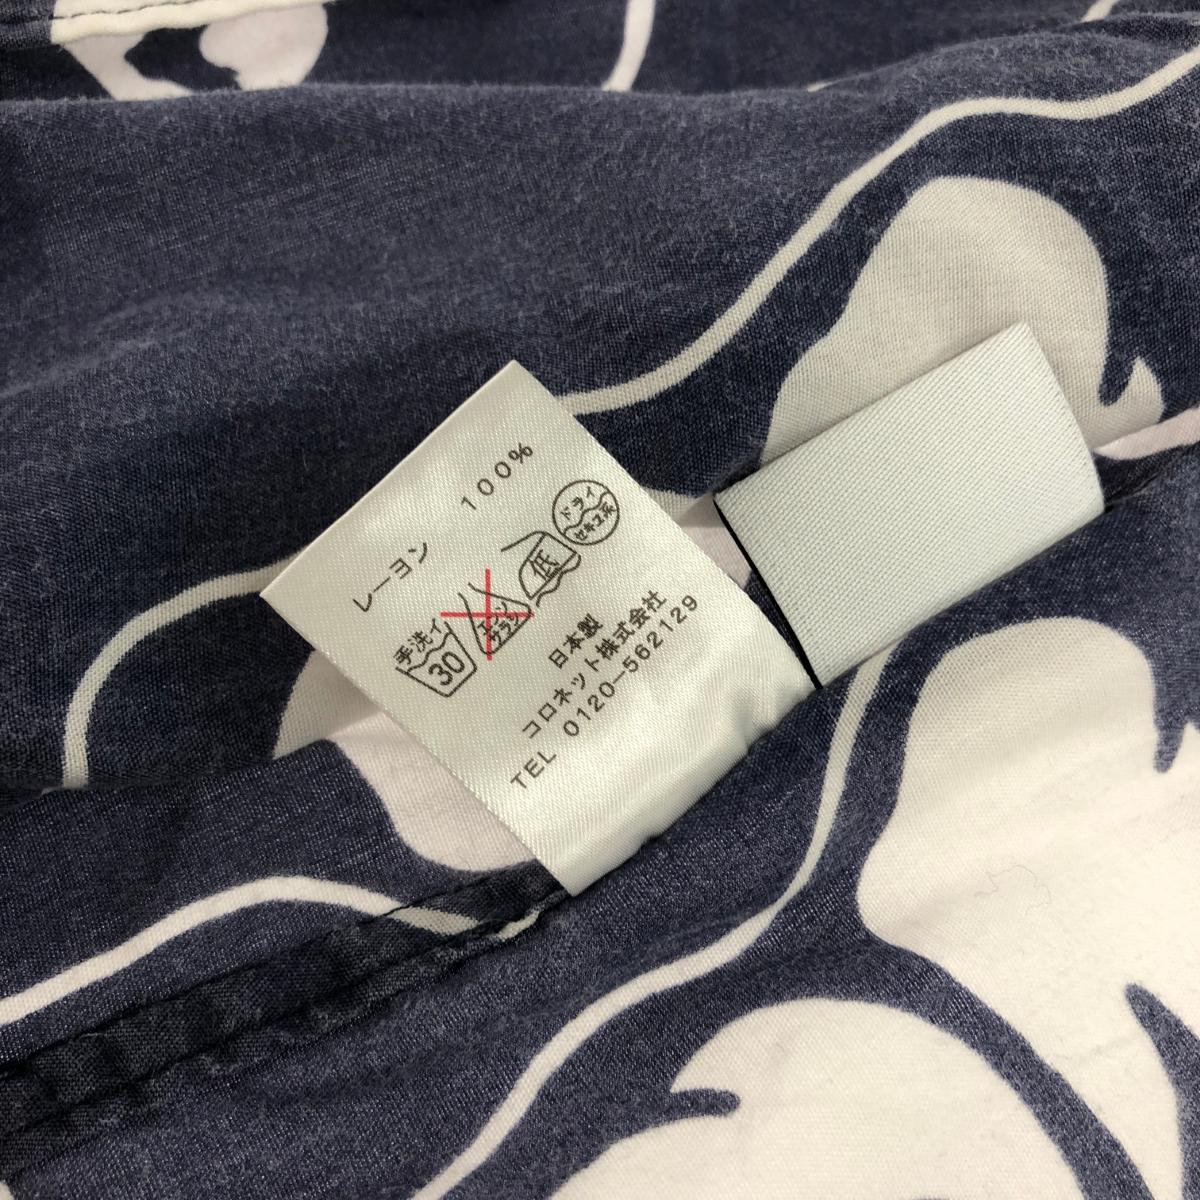 レーヨン 100%
手洗イ
30
エンソ
サラシ
低
ドライ
セキユ系
日本製
コロネット株式会社
TEL 0120-562129